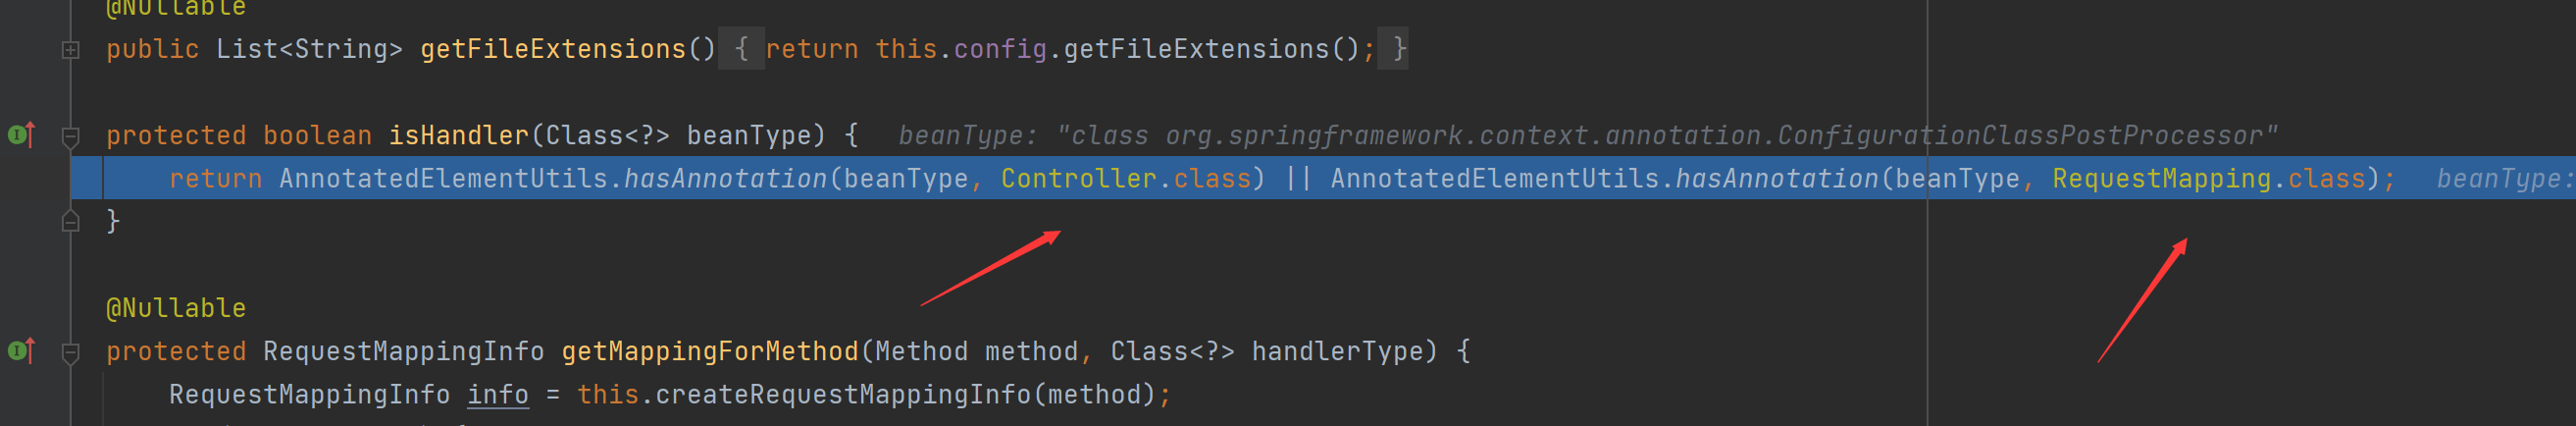 @Nullable
public List<String> getFileExtensions() { return this.config.getFileExtensions(); }
protected boolean isHandler(Class<?> beanType) {   beanType: "class org.springframework.context.annotation.ConfigurationClassPostProcessor"
return AnnotatedElementUtils.hasAnnotation(beanType, Controller.class) || AnnotatedElementUtils.hasAnnotation(beanType, RequestMapping.class);   beanType:
}
@Nullable
protected RequestMappingInfo getMappingForMethod(Method method, Class<?> handlerType) {
RequestMappingInfo info = this.createRequestMappingInfo(method);